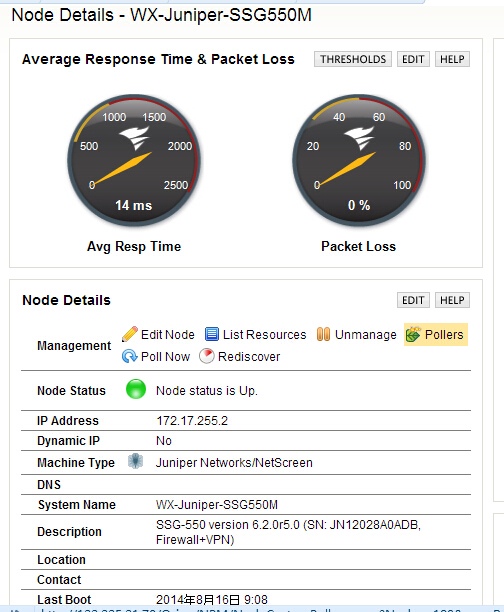 Node Details - WX-Juniper-SSG550M
Average Response Time & Packet Loss THRESHOLDS EDIT HELP
1000 1500
500 2000
0 2500
14 ms
Avg Resp Time
40 60
20 80
0 100
0 %
Packet Loss
Node Details EDIT HELP
Management Edit Node List Resources Unmanage Pollers
Poll Now Rediscover
Node Status Node status is Up.
IP Address 172.17.255.2
Dynamic IP No
Machine Type Juniper Networks/NetScreen
DNS
System Name WX-Juniper-SSG550M
Description SSG-550 version 6.2.0r5.0 (SN: JN12028A0ADB,
Firewall+VPN)
Location
Contact
Last Boot 2014年8月16日 9:08